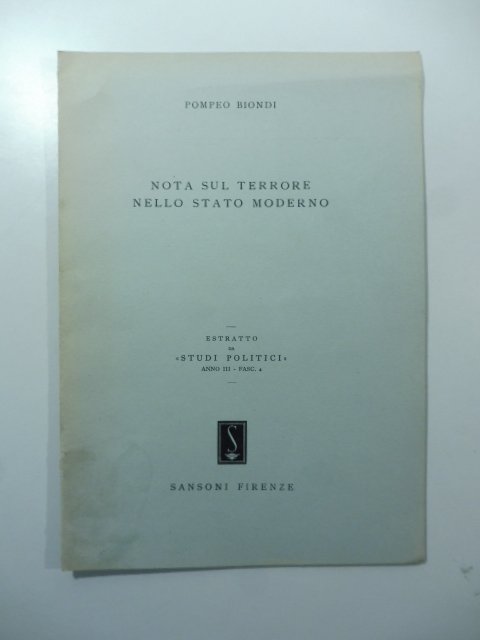 POMPEO BIONDI
NOTA SUL TERRORE
NELLO STATO MODERNO
ESTRATTO
DA
«STUDI POLITICI»
ANNO III - FASC. 4
S
SANSONI FIRENZE